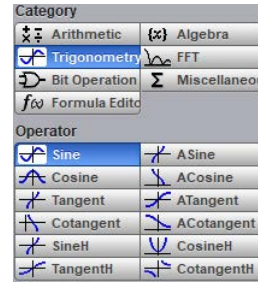 Category
Arithmetic {x} Algebra
Trigonometry FFT
Bit Operation Σ Miscellaneo
f(x) Formula Edito
Operator
Sine ASine
Cosine ACosine
Tangent ATangent
Cotangent ACotangent
SineH CosineH
TangentH CotangentH